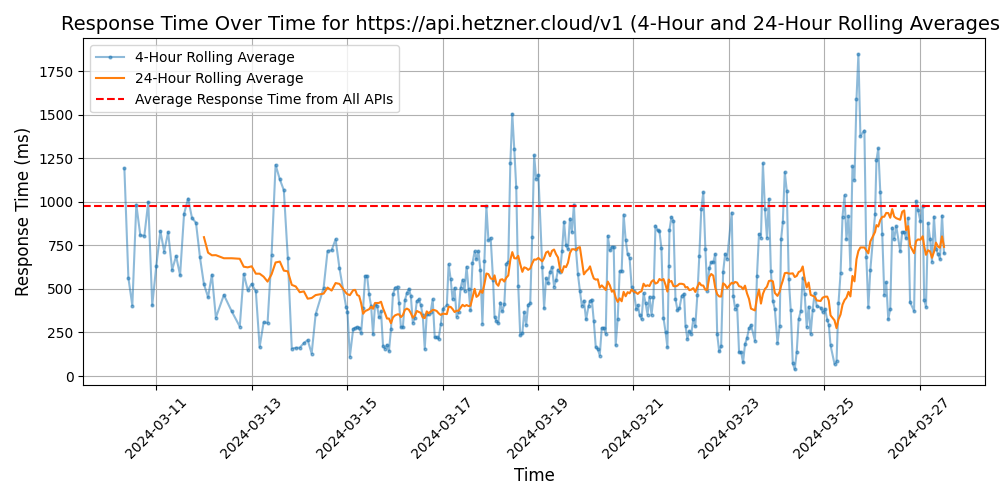 Response Time Over Time for https://api.hetzner.cloud/v1 (4-Hour and 24-Hour Rolling Averages
4-Hour Rolling Average
24-Hour Rolling Average
Average Response Time from All APIs
Response Time (ms)
1750
1500
1250
1000
750
500
250
0
2024-03-11
2024-03-13
2024-03-15
2024-03-17
2024-03-19
2024-03-21
2024-03-23
2024-03-25
2024-03-27
Time